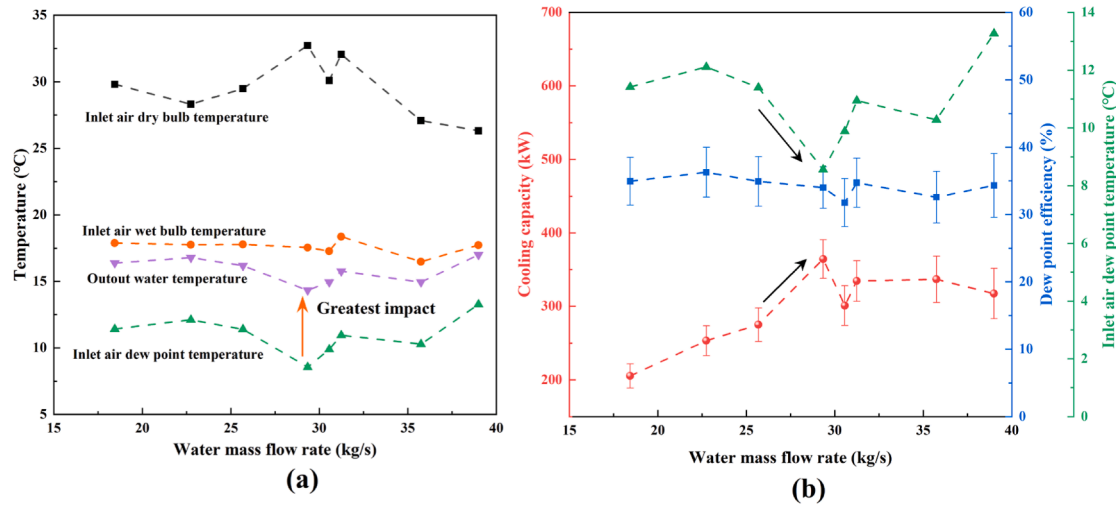 35
30
25
20
15
10
5
Temperature (°C)
Inlet air dry bulb temperature
Inlet air wet bulb temperature
Outout water temperature
Greatest impact
Inlet air dew point temperature
15 20 25 30 35 40
Water mass flow rate (kg/s)
(a)
700
600
500
400
300
200
Cooling capacity (kW)
60
50
40
30
20
10
0
Dew point efficiency (%)
14
12
10
8
6
4
2
0
Inlet air dew point temperature (°C)
15 20 25 30 35 40
Water mass flow rate (kg/s)
(b)